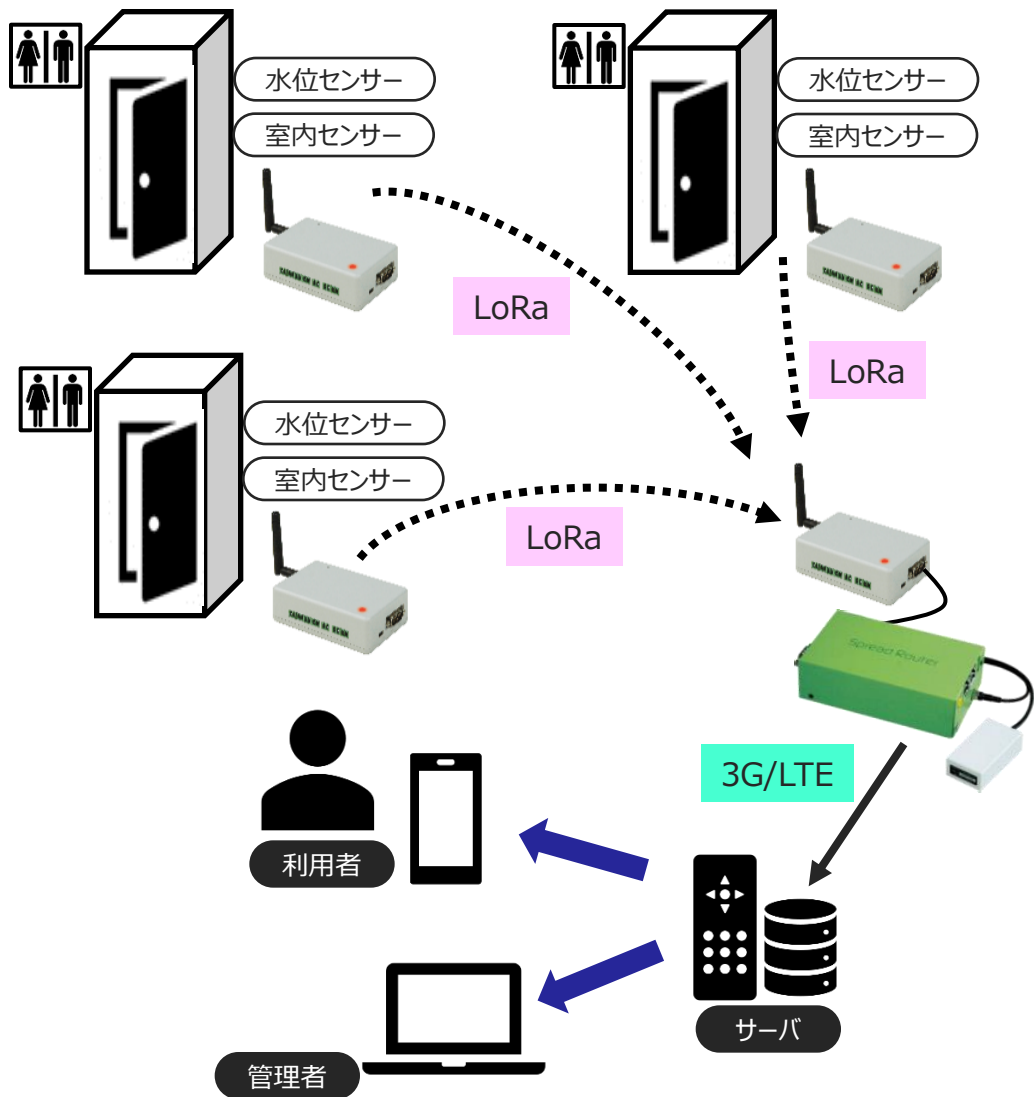 水位センサー
室内センサー
水位センサー
室内センサー
LoRa
LoRa
水位センサー
室内センサー
LoRa
Spread Router
3G/LTE
利用者
サーバ
管理者